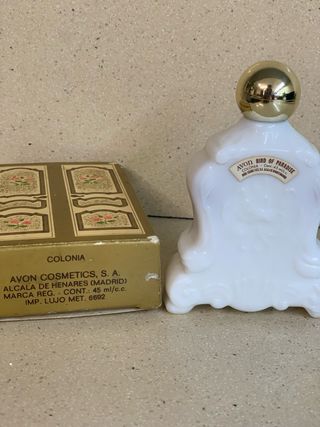 COLONIA
AVON COSMETICS, S. A.
ALCALA DE HENARES (MADRID)
MARCA REG. - CONT.: 45 ml/c.c.
IMP. LUJO MET. 6692
AVON BIRD OF PARADISE